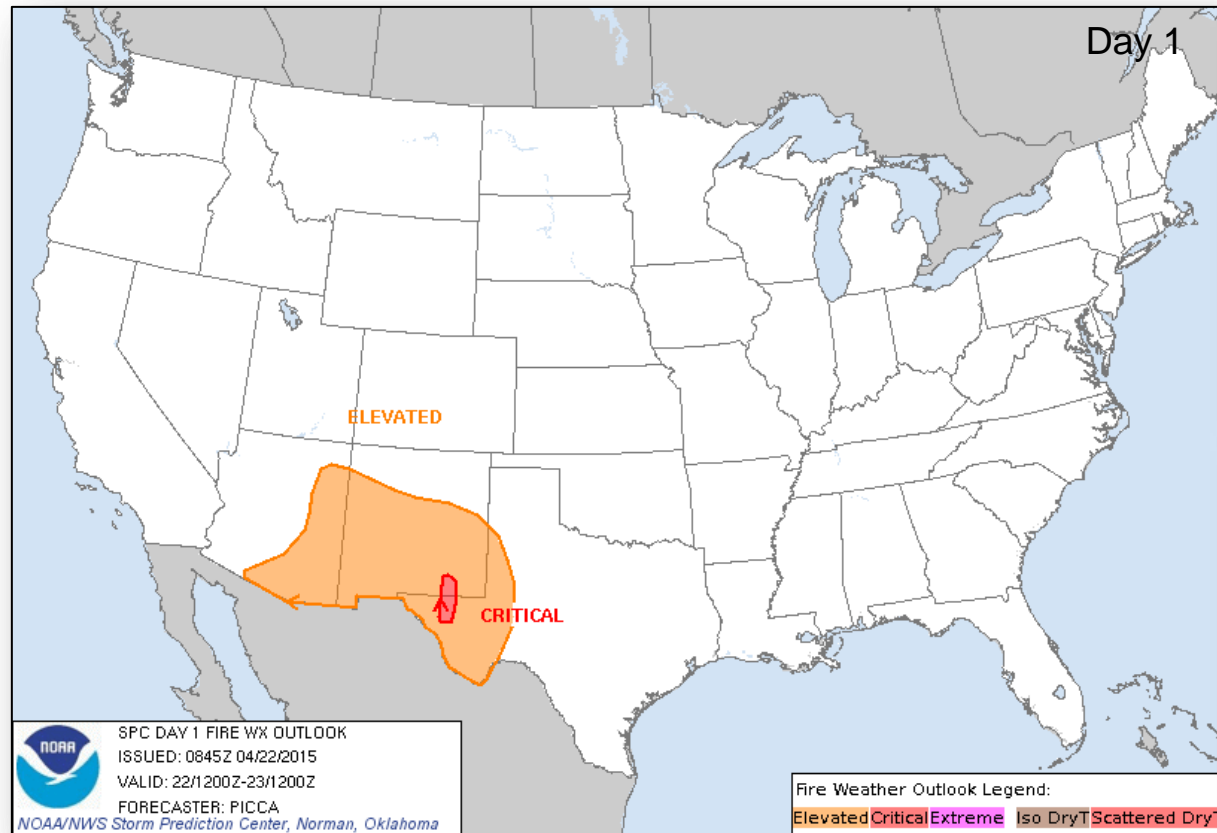 Day 1
ELEVATED
CRITICAL
NOAA
SPC DAY 1 FIRE WX OUTLOOK
ISSUED: 0845Z 04/22/2015
VALID: 22/1200Z-23/1200Z
FORECASTER: PICCA
NOAA/NWS Storm Prediction Center, Norman, Oklahoma
Fire Weather Outlook Legend:
Elevated Critical Extreme Iso DryT Scattered DryT